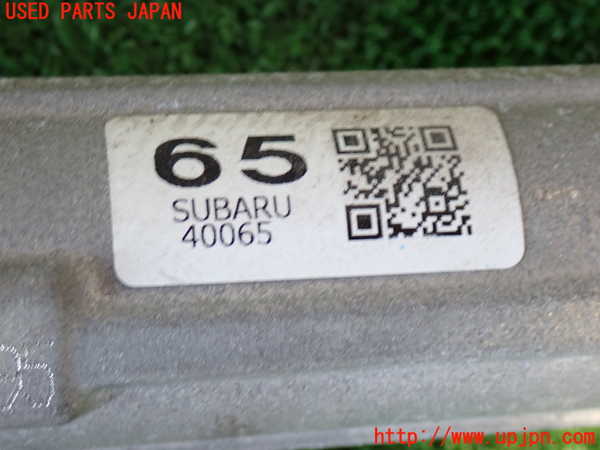 USED PARTS JAPAN
65
SUBARU
40065
http://www.upjpn.com/